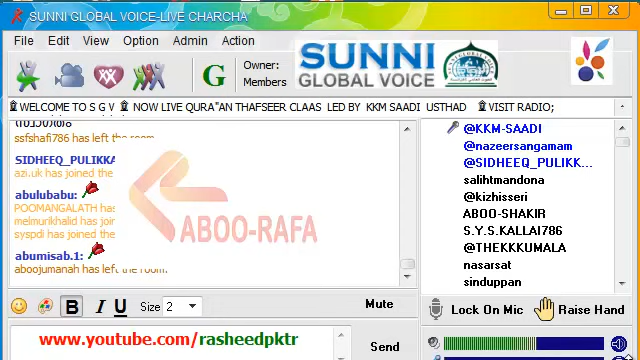 SUNNI GLOBAL VOICE-LIVE CHARCHA
File Edit View Option Admin Action
G
Owner:
Members
SUNNI
GLOBAL VOICE
WELCOME TO S G V NOW LIVE QURA"AN THAFSEER CLAAS LED BY KKM SAADI USTHAD VISIT RADIO;
ssfshafi786 has left the room.
SIDHEEQ_PULIKKA
azi.uk has joined the
abulubabu:
POOMANGALATH has
melmurikhalid has join
syspdi has joined the
abumisab.1:
aboojumanah has left the room.
ABOO-RAFA
@KKM-SAADI
@nazeersangamam
@SIDHEEQ_PULIKK...
salihtmandona
@kizhisseri
ABOO-SHAKIR
S.Y.S.KALLAI786
@THEKKKUMALA
nasarsat
sinduppan
B I U Size 2 Mute
Lock On Mic Raise Hand
www.youtube.com/rasheedpktr
Send